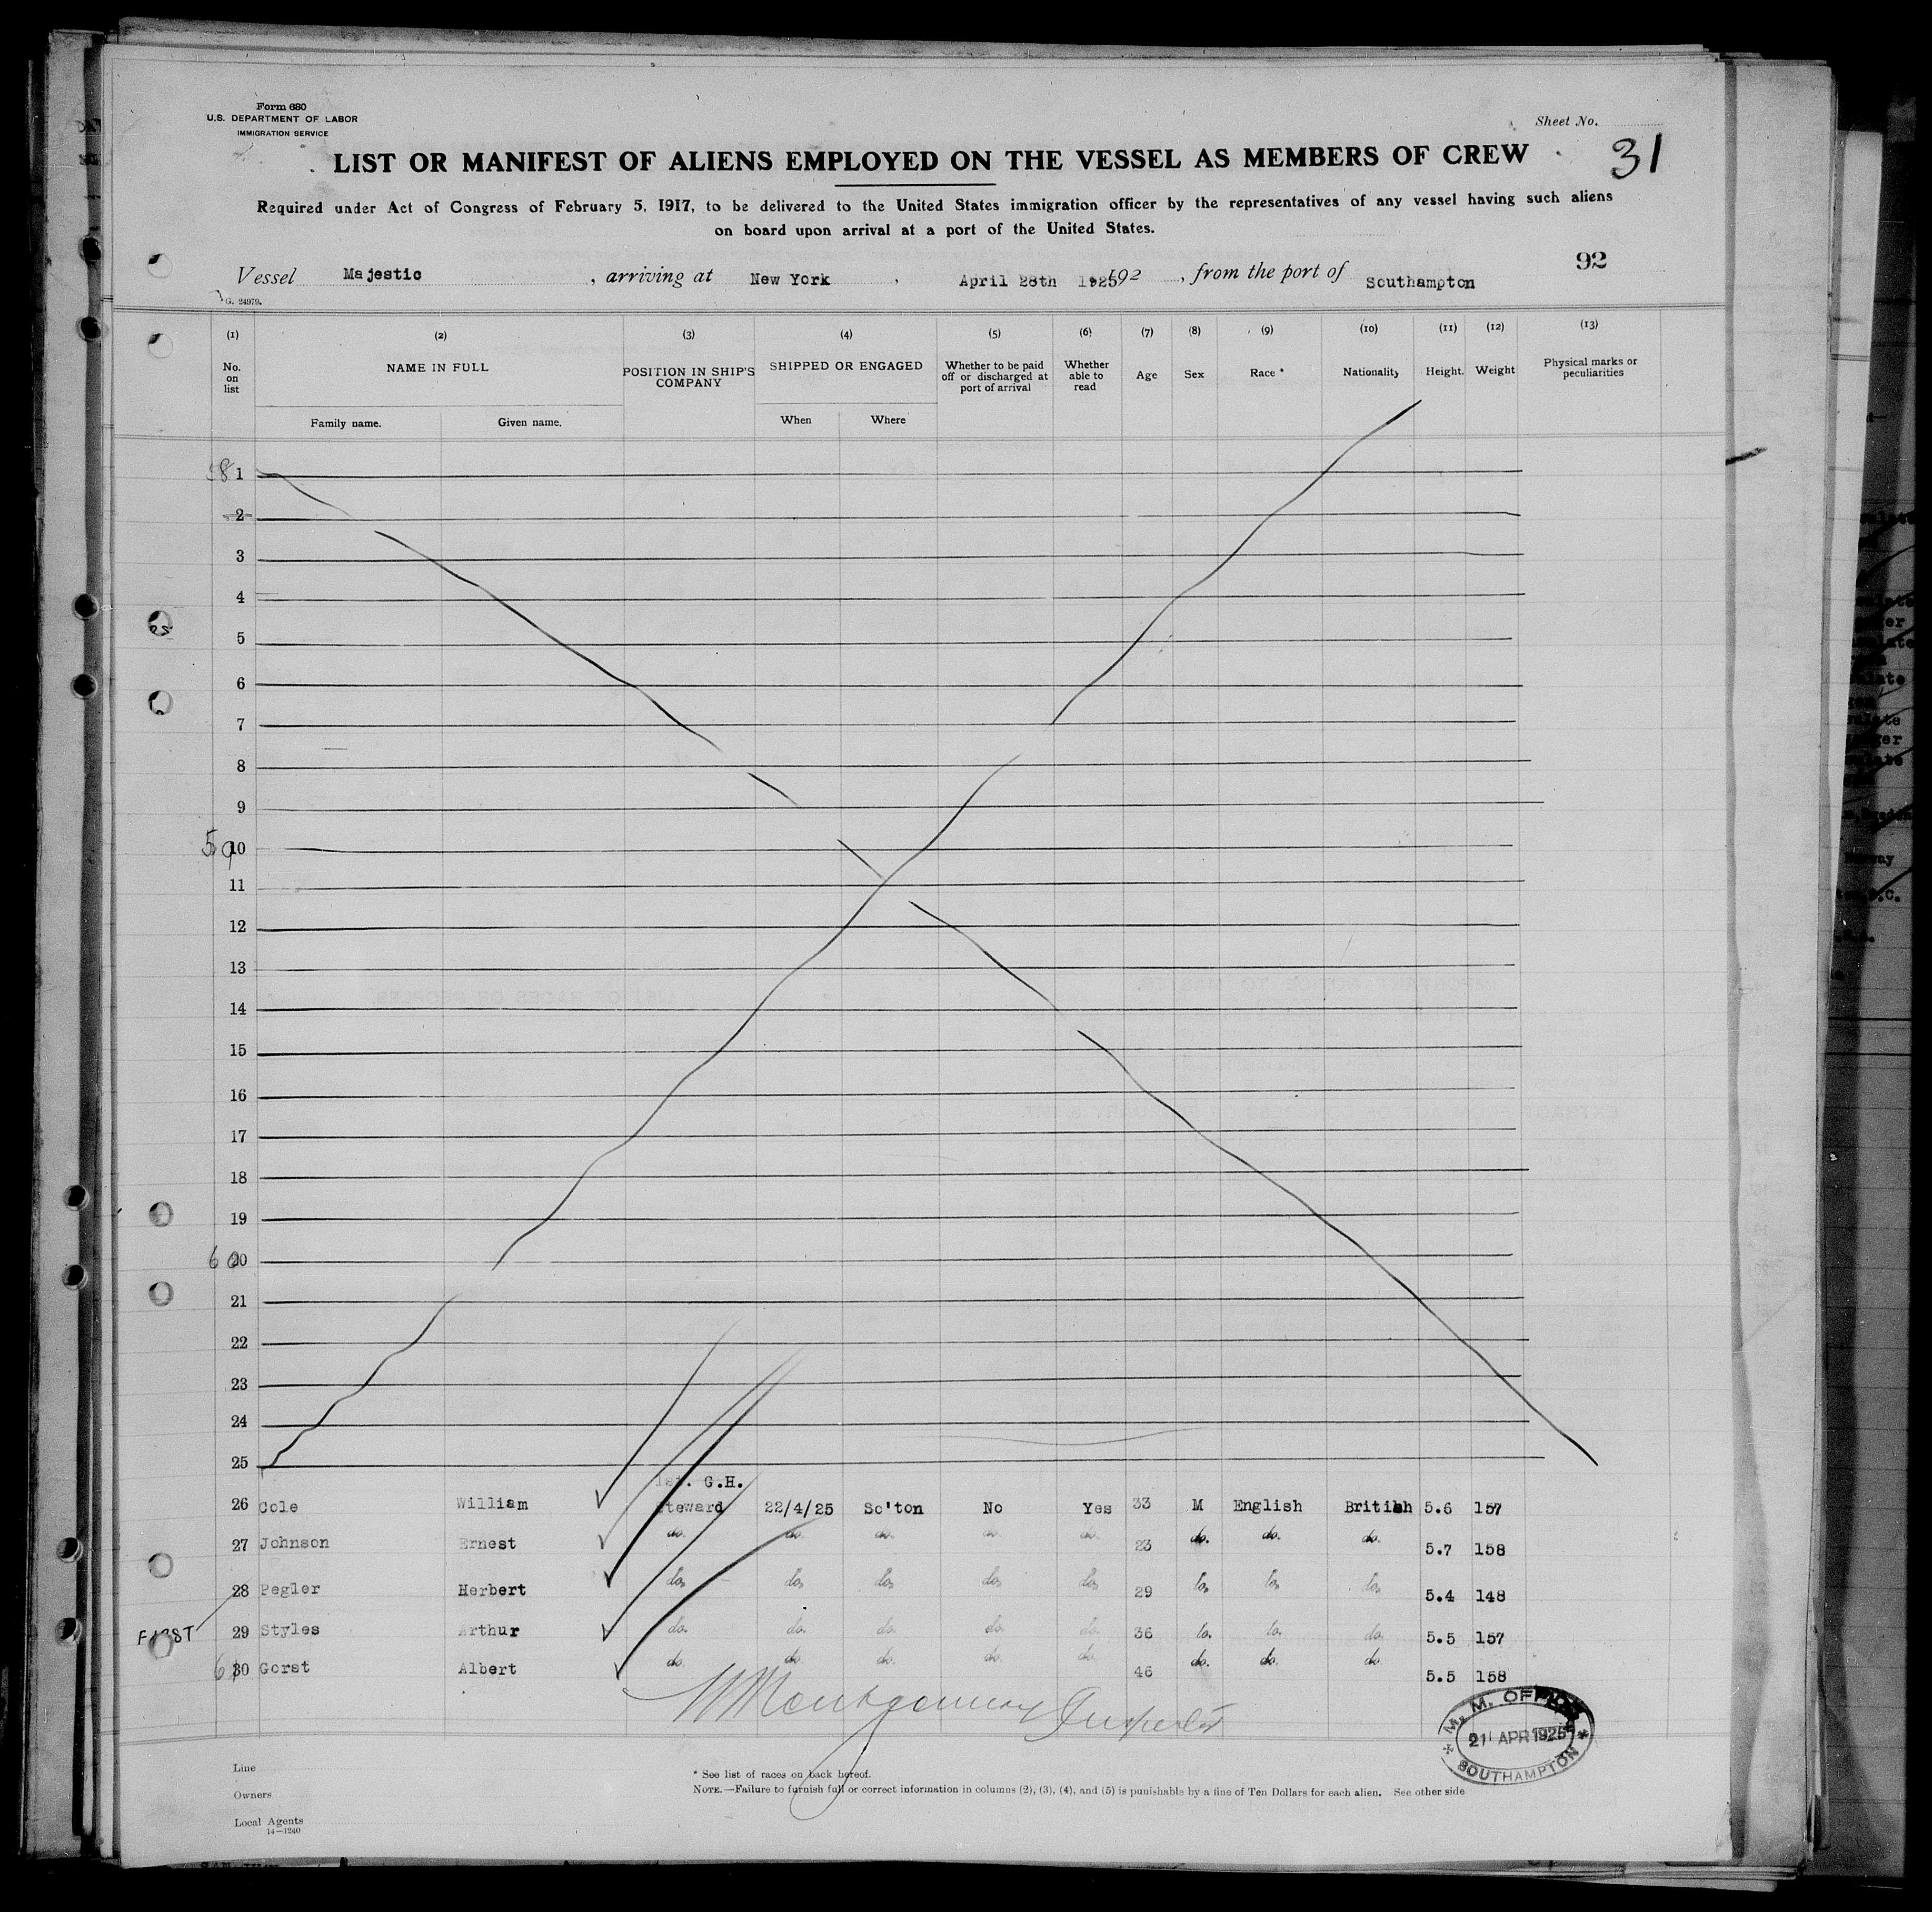 Form 680
U.S. DEPARTMENT OF LABOR
IMMIGRATION SERVICE
Sheet No.
31
LIST OR MANIFEST OF ALIENS EMPLOYED ON THE VESSEL AS MEMBERS OF CREW
Required under Act of Congress of February 5, 1917, to be delivered to the United States immigration officer by the representatives of any vessel having such aliens
on board upon arrival at a port of the United States.
92
Vessel Majestic, arriving at New York, April 28th 1925 192 , from the port of Southampton
G. 24979.
(1) (2) (3) (4) (5) (6) (7) (8) (9) (10) (11) (12) (13)
No. on list NAME IN FULL POSITION IN SHIP'S COMPANY SHIPPED OR ENGAGED Whether to be paid off or discharged at port of arrival Whether able to read Age Sex Race * Nationality Height. Weight Physical marks or peculiarities
Family name. Given name. When Where
58 1
2
3
4
5
6
7
8
9
59 10
11
12
13
14
15
16
17
18
19
60 20
21
22
23
24
25
1st. G.H.
26 Cole William Steward 22/4/25 So'ton No Yes 33 M English British 5.6 157
27 Johnson Ernest do. do. do. do. do. 23 do. do. do. 5.7 158
28 Pegler Herbert do. do. do. do. do. 29 do. do. do. 5.4 148
FIRST 29 Styles Arthur do. do. do. do. do. 36 do. do. do. 5.5 157
61 30 Gorst Albert do. do. do. do. do. 46 do. do. do. 5.5 158
Montgomery Inspector
M. M. OFFICE
21 APR 1925
SOUTHAMPTON
Line
Owners
Local Agents
14—1240
* See list of races on back hereof.
NOTE.—Failure to furnish full or correct information in columns (2), (3), (4), and (5) is punishable by a fine of Ten Dollars for each alien. See other side